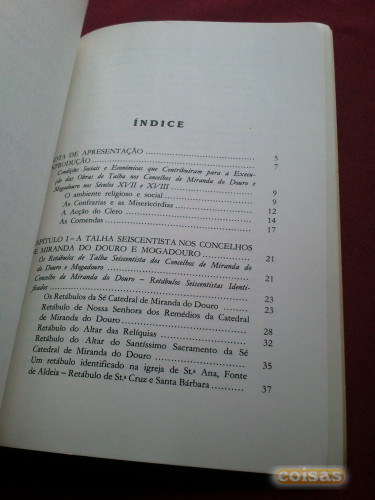 ÍNDICE
DE APRESENTAÇÃO 5
INTRODUÇÃO 7
Condições Sociais e Económicas que Contribuíram para a Execu-
ção das Obras de Talha nos Concelhos de Miranda do Douro e
Mogadouro nos Séculos XVII e XVIII 9
O ambiente religioso e social 9
As Confrarias e as Misericórdias 12
A Acção do Clero 14
As Comendas 17
CAPÍTULO I – A TALHA SEISCENTISTA NOS CONCELHOS
DE MIRANDA DO DOURO E MOGADOURO 21
Os Retábulos de Talha Seiscentista dos Concelhos de Miranda do
Douro e Mogadouro 21
Concelho de Miranda do Douro – Retábulos Seiscentistas Identi-
ficados 23
Os Retábulos da Sé Catedral de Miranda do Douro 23
Retábulo de Nossa Senhora dos Remédios da Catedral
de Miranda do Douro 28
Retábulo do Altar das Relíquias 32
Retábulo do Altar do Santíssimo Sacramento da Sé
Catedral de Miranda do Douro 35
Um retábulo identificado na igreja de St.ª Ana, Fonte
de Aldeia – Retábulo de St.ª Cruz e Santa Bárbara 37
coisas